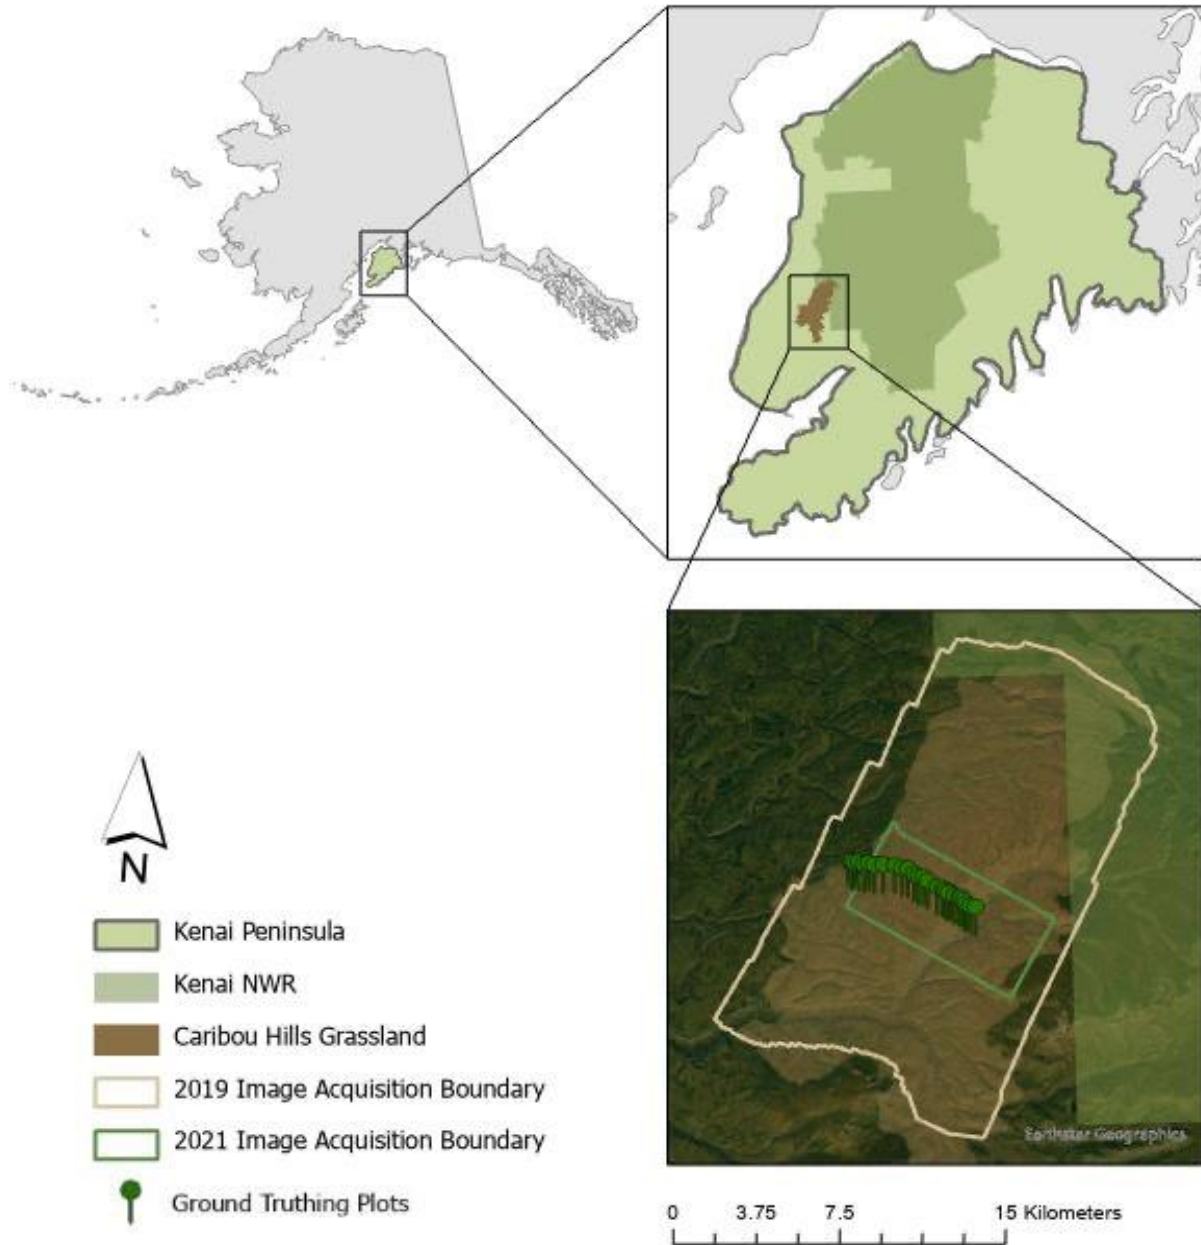 N
Kenai Peninsula
Kenai NWR
Caribou Hills Grassland
2019 Image Acquisition Boundary
2021 Image Acquisition Boundary
Ground Truthing Plots
Earthstar Geographics
0 3.75 7.5 15 Kilometers